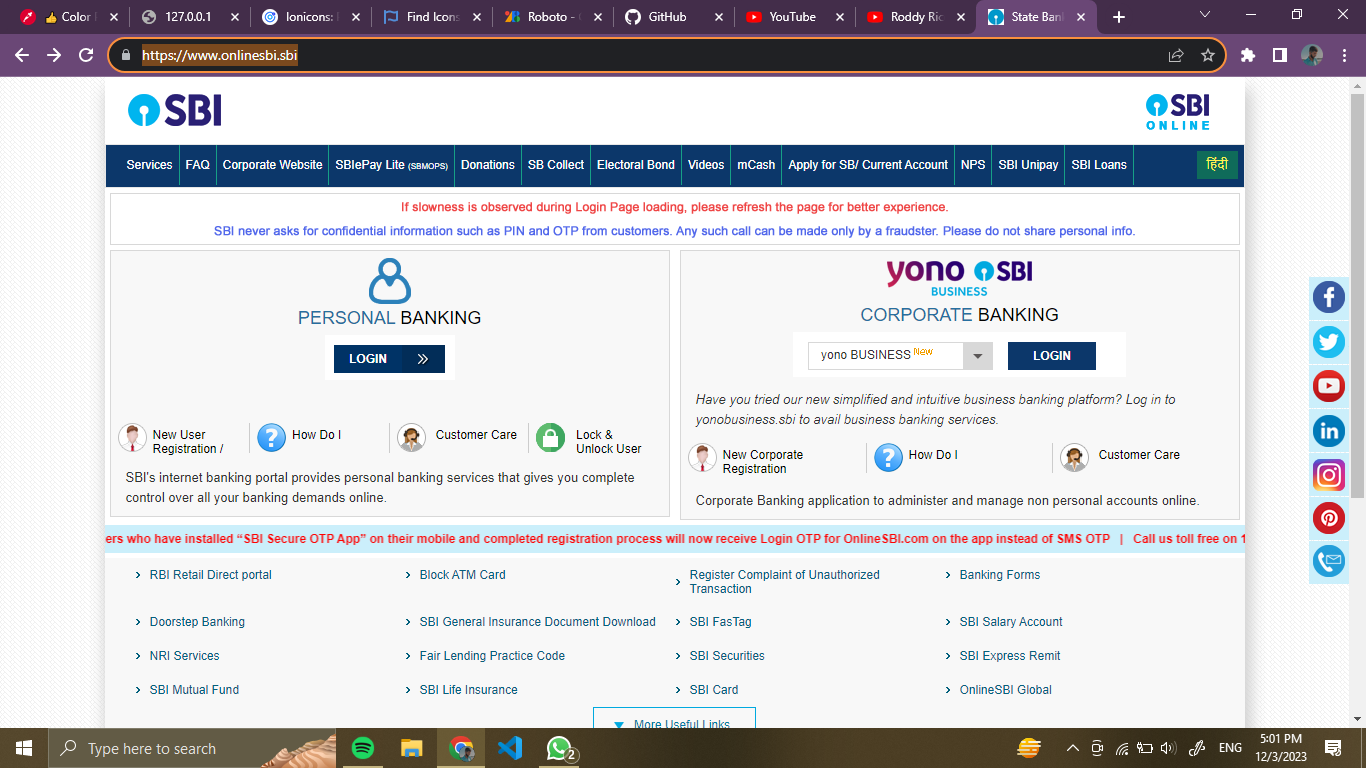 👍 Color
127.0.0.1
Ionicons:
Find Icons
Roboto -
GitHub
YouTube
Roddy Ric
State Ban
https://www.onlinesbi.sbi
SBI
SBI
ONLINE
Services FAQ Corporate Website SBIePay Lite (SBMOPS) Donations SB Collect Electoral Bond Videos mCash Apply for SB/ Current Account NPS SBI Unipay SBI Loans हिंदी
If slowness is observed during Login Page loading, please refresh the page for better experience.
SBI never asks for confidential information such as PIN and OTP from customers. Any such call can be made only by a fraudster. Please do not share personal info.
PERSONAL BANKING
LOGIN
New User
Registration /
How Do I
Customer Care
Lock &
Unlock User
SBI's internet banking portal provides personal banking services that gives you complete
control over all your banking demands online.
yono SBI
BUSINESS
CORPORATE BANKING
yono BUSINESS New
LOGIN
Have you tried our new simplified and intuitive business banking platform? Log in to
yonobusiness.sbi to avail business banking services.
New Corporate
Registration
How Do I
Customer Care
Corporate Banking application to administer and manage non personal accounts online.
ers who have installed “SBI Secure OTP App” on their mobile and completed registration process will now receive Login OTP for OnlineSBI.com on the app instead of SMS OTP | Call us toll free on
RBI Retail Direct portal
Block ATM Card
Register Complaint of Unauthorized
Transaction
Banking Forms
Doorstep Banking
SBI General Insurance Document Download
SBI FasTag
SBI Salary Account
NRI Services
Fair Lending Practice Code
SBI Securities
SBI Express Remit
SBI Mutual Fund
SBI Life Insurance
SBI Card
OnlineSBI Global
More Useful Links
Type here to search
2
ENG
5:01 PM
12/3/2023